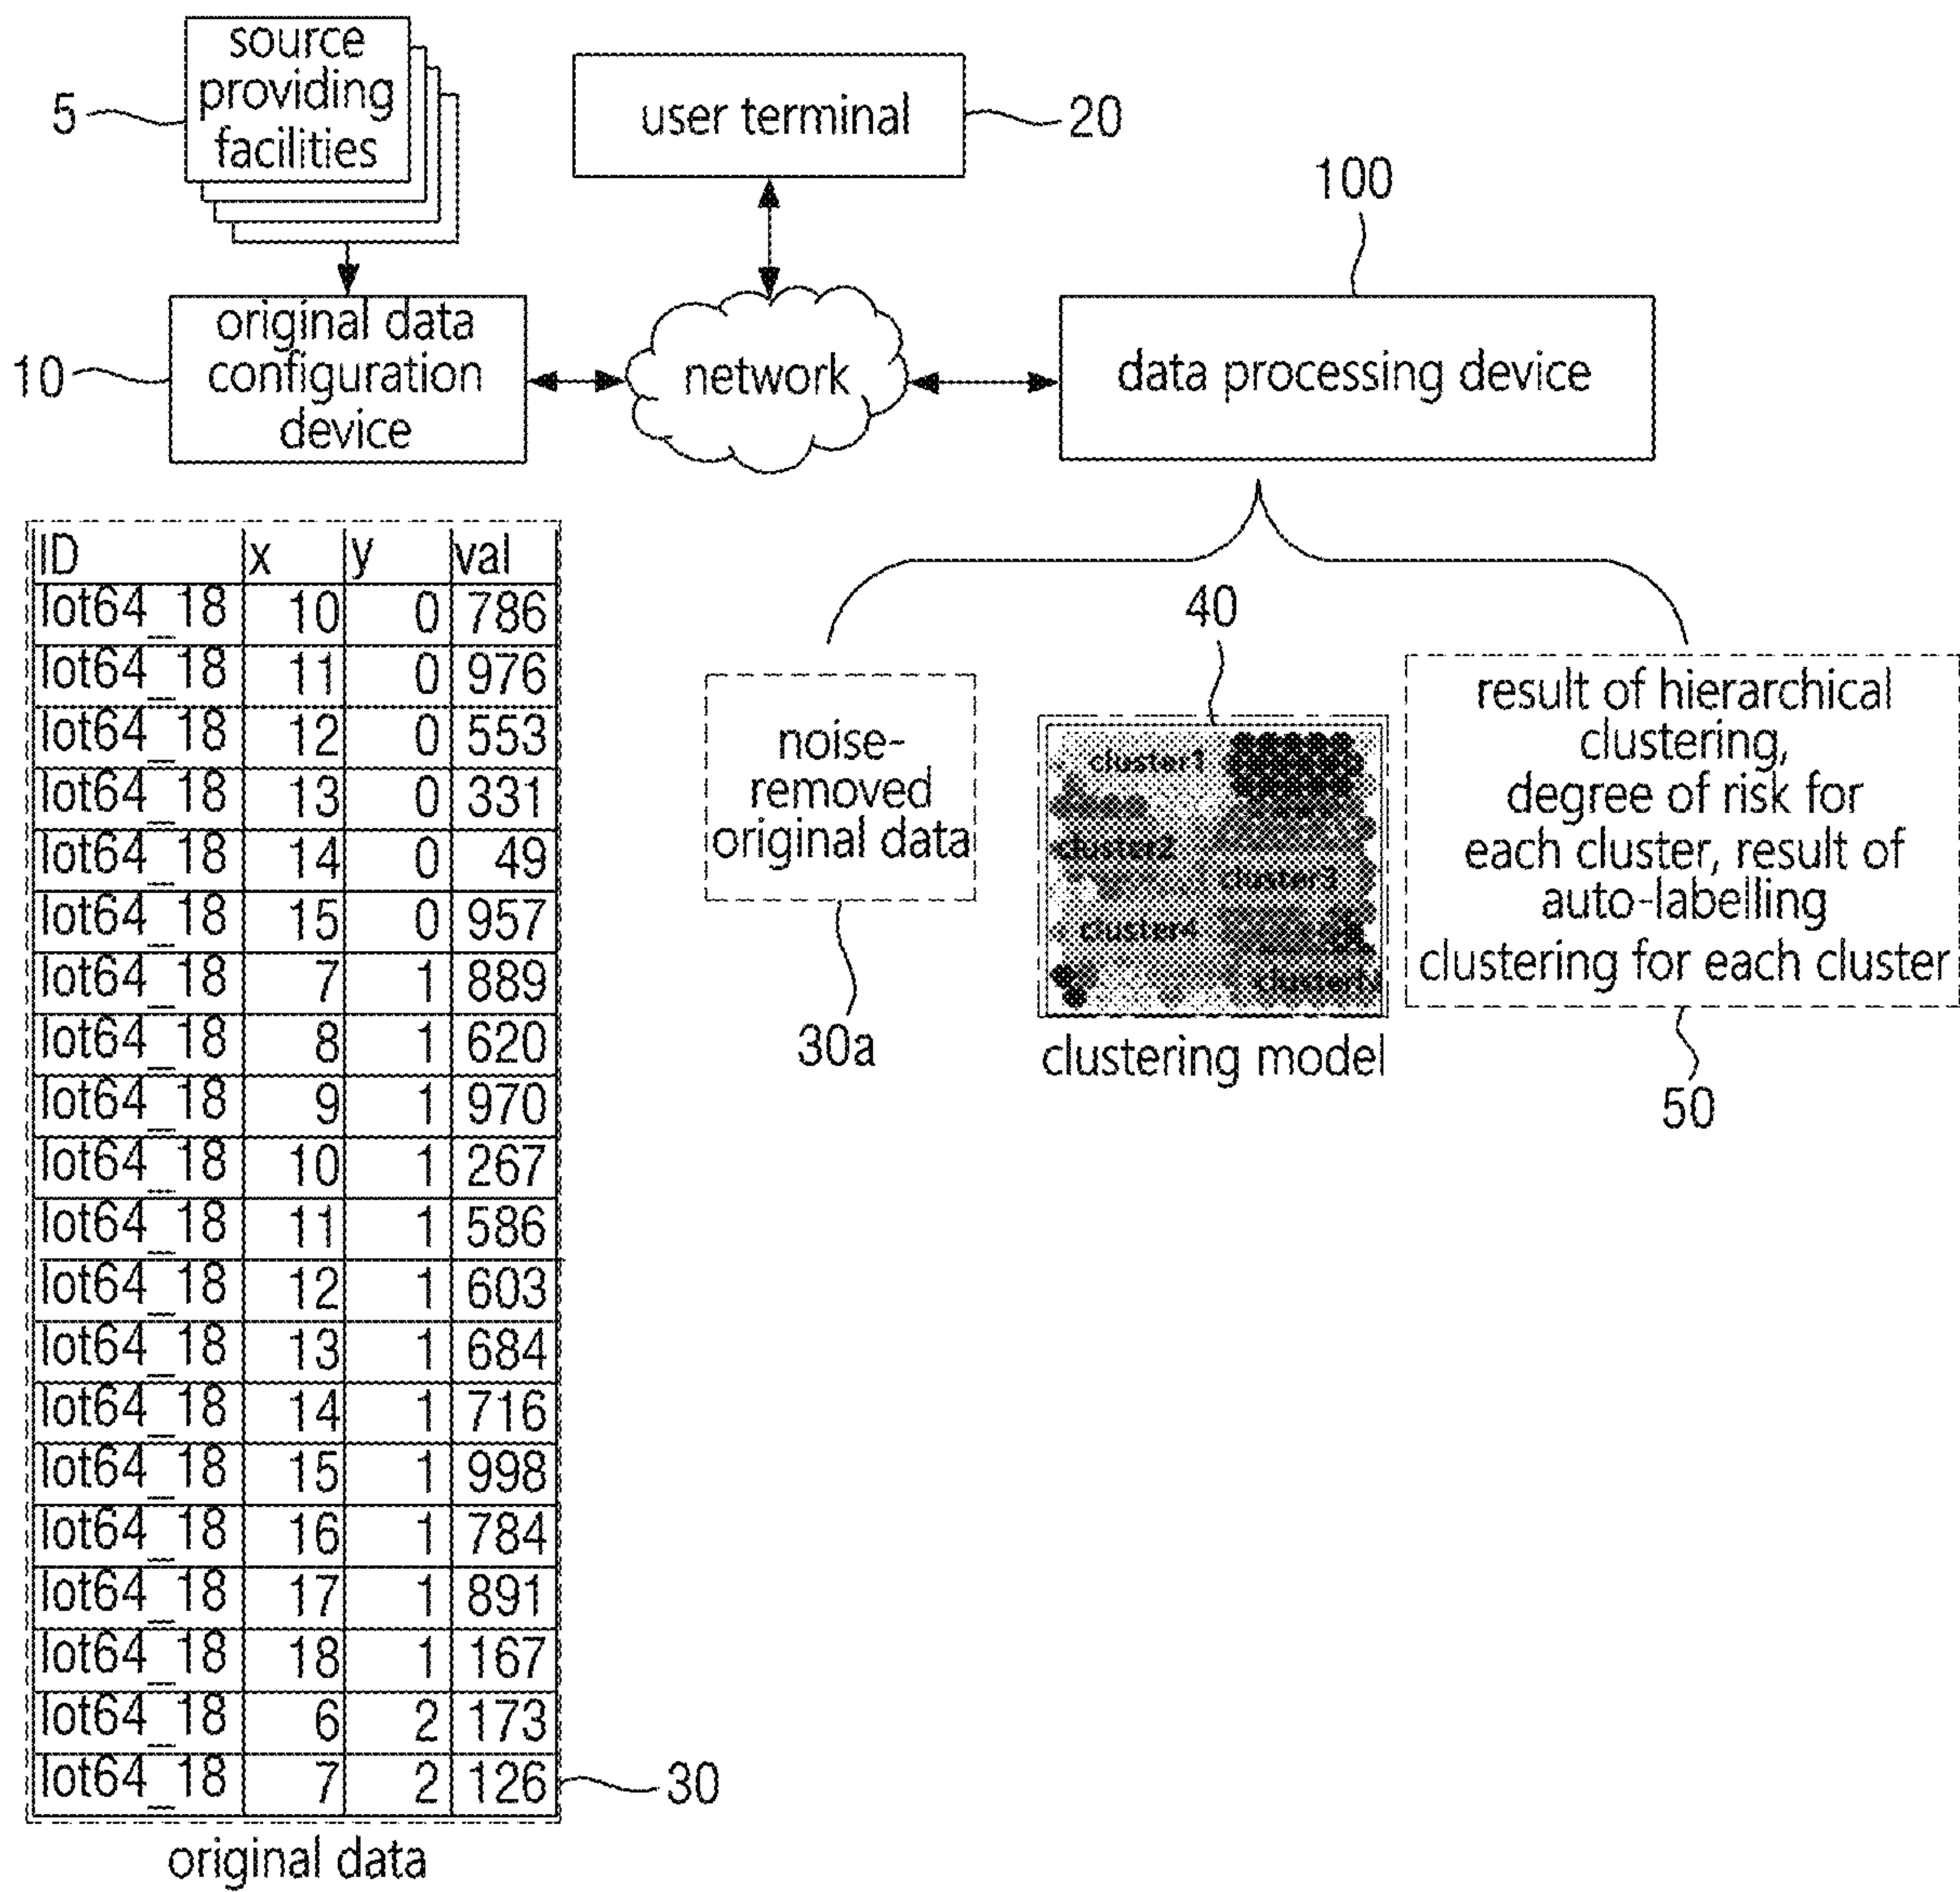 source
providing
facilities
5
user terminal
20
100
original data
configuration
device
10
network
data processing device
ID x y val
lot64_18 10 0 786
lot64_18 11 0 976
lot64_18 12 0 553
lot64_18 13 0 331
lot64_18 14 0 49
lot64_18 15 0 957
lot64_18 7 1 889
lot64_18 8 1 620
lot64_18 9 1 970
lot64_18 10 1 267
lot64_18 11 1 586
lot64_18 12 1 603
lot64_18 13 1 684
lot64_18 14 1 716
lot64_18 15 1 998
lot64_18 16 1 784
lot64_18 17 1 891
lot64_18 18 1 167
lot64_18 6 2 173
lot64_18 7 2 126
30
original data
noise-
removed
original data
30a
40
cluster1
cluster2
cluster3
cluster4
clustering model
result of hierarchical
clustering,
degree of risk for
each cluster, result of
auto-labelling
clustering for each cluster
50